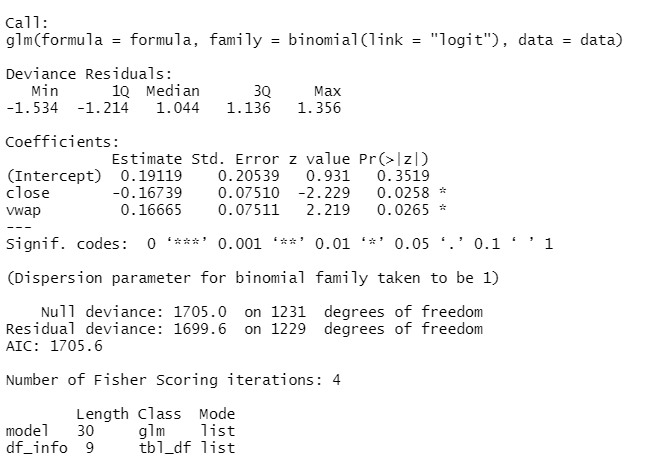 Call:
glm(formula = formula, family = binomial(link = "logit"), data = data)
Deviance Residuals:
Min 1Q Median 3Q Max
-1.534 -1.214 1.044 1.136 1.356
Coefficients:
Estimate Std. Error z value Pr(>|z|)
(Intercept) 0.19119 0.20539 0.931 0.3519
close -0.16739 0.07510 -2.229 0.0258 *
vwap 0.16665 0.07511 2.219 0.0265 *
---
Signif. codes: 0 ‘***’ 0.001 ‘**’ 0.01 ‘*’ 0.05 ‘.’ 0.1 ‘ ’ 1
(Dispersion parameter for binomial family taken to be 1)
Null deviance: 1705.0 on 1231 degrees of freedom
Residual deviance: 1699.6 on 1229 degrees of freedom
AIC: 1705.6
Number of Fisher Scoring iterations: 4
Length Class Mode
model 30 glm list
df_info 9 tbl_df list